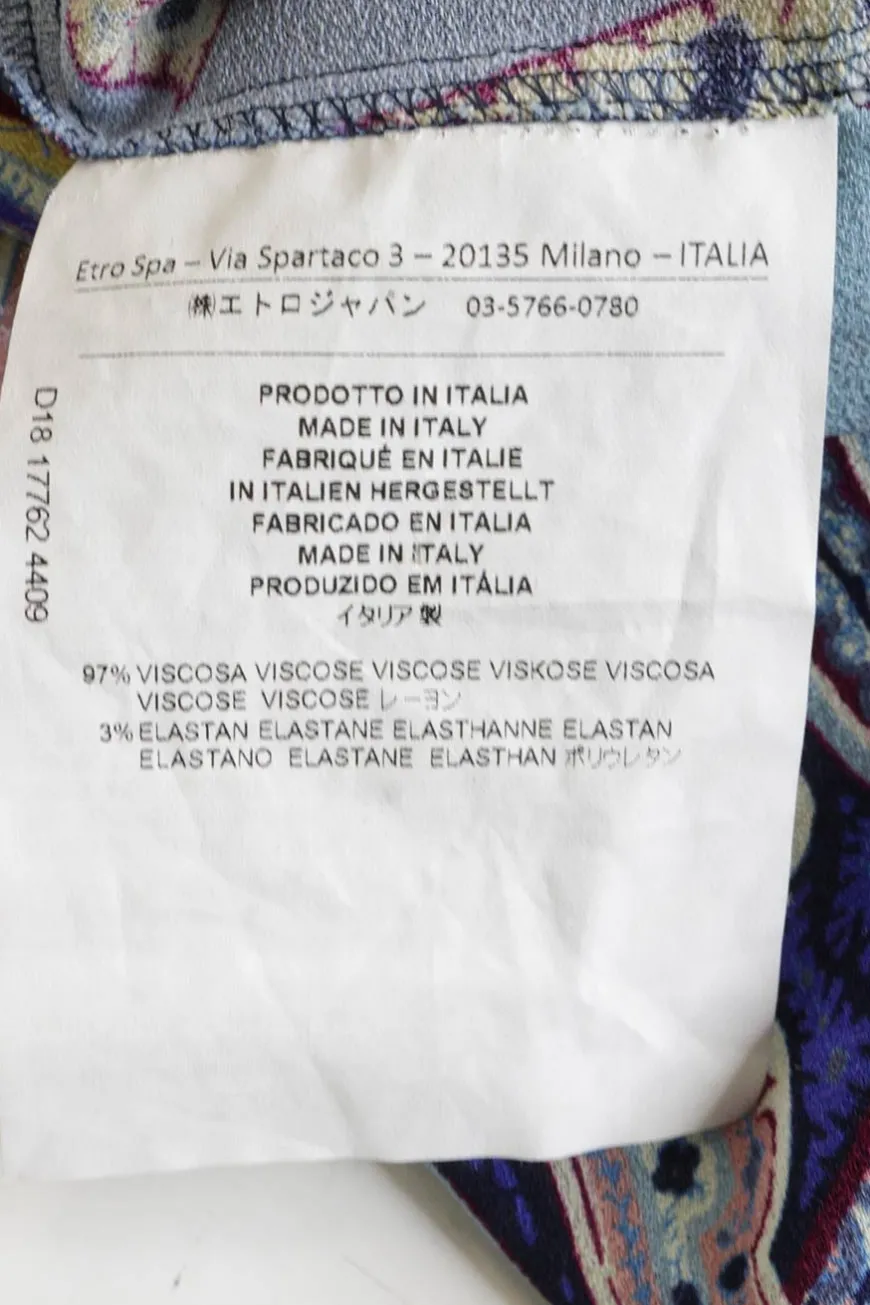 Etro Spa – Via Spartaco 3 – 20135 Milano – ITALIA
㈱エトロジャパン 03-5766-0780
PRODOTTO IN ITALIA
MADE IN ITALY
FABRIQUÉ EN ITALIE
IN ITALIEN HERGESTELLT
FABRICADO EN ITALIA
MADE IN ITALY
PRODUZIDO EM ITÁLIA
イタリア製
97% VISCOSA VISCOSE VISCOSE VISKOSE VISCOSA
VISCOSE VISCOSE レーヨン
3% ELASTAN ELASTANE ELASTHANNE ELASTAN
ELASTANO ELASTANE ELASTHAN ポリウレタン
D18 17762 4409